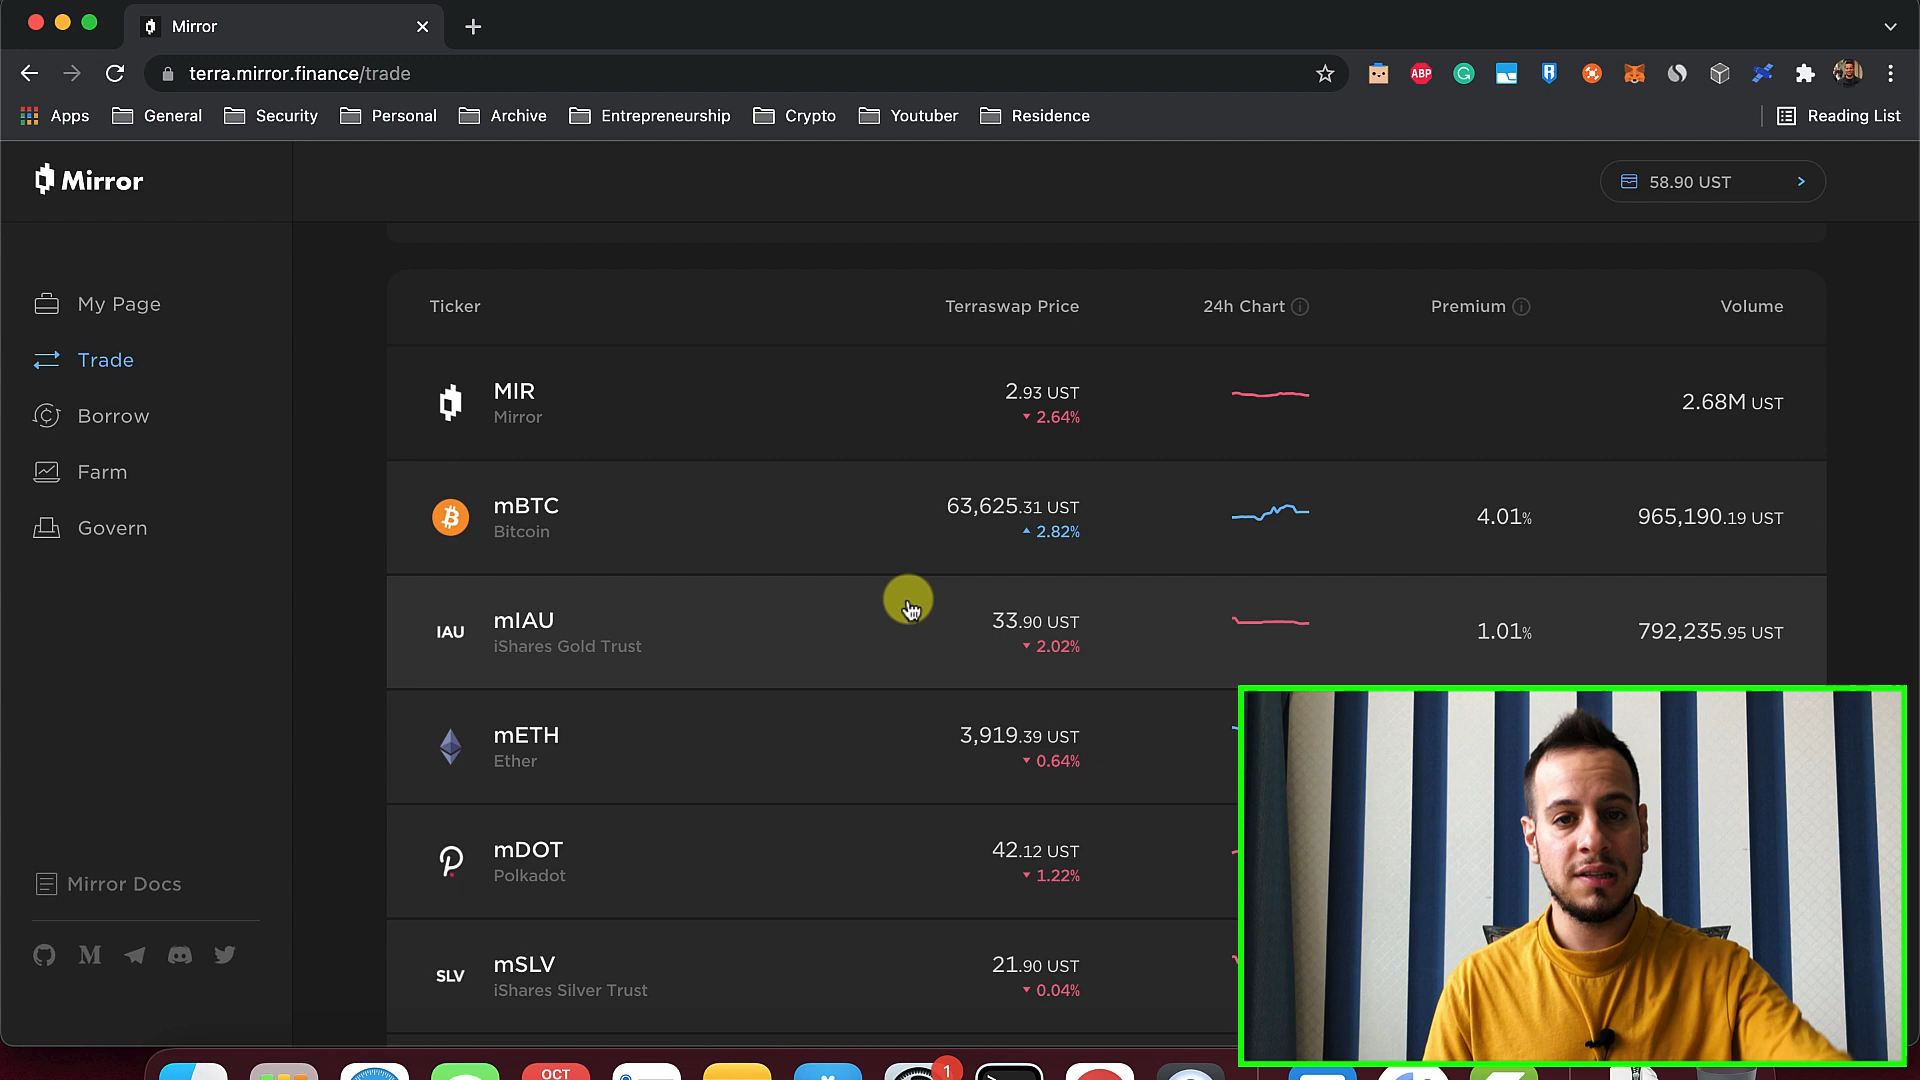 Mirror
terra.mirror.finance/trade
ABP
Apps General Security Personal Archive Entrepreneurship Crypto Youtuber Residence Reading List
Mirror
58.90 UST
My Page
Trade
Borrow
Farm
Govern
Mirror Docs
Ticker Terraswap Price 24h Chart Premium Volume
MIR 2.93 UST 2.68M UST
Mirror 2.64%
mBTC 63,625.31 UST 4.01% 965,190.19 UST
Bitcoin 2.82%
IAU mIAU 33.90 UST 1.01% 792,235.95 UST
iShares Gold Trust 2.02%
mETH 3,919.39 UST
Ether 0.64%
mDOT 42.12 UST
Polkadot 1.22%
SLV mSLV 21.90 UST
iShares Silver Trust 0.04%
OCT
1